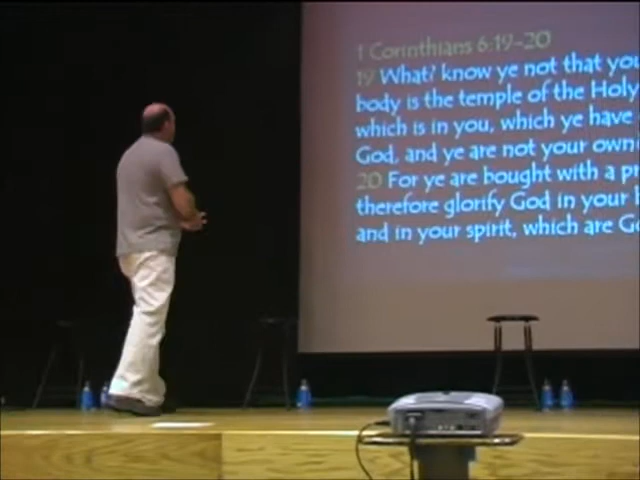 1 Corinthians 6:19-20
19 What? know ye not that you
body is the temple of the Holy
which is in you, which ye have
God, and ye are not your own
20 For ye are bought with a pr
therefore glorify God in your b
and in your spirit, which are Go